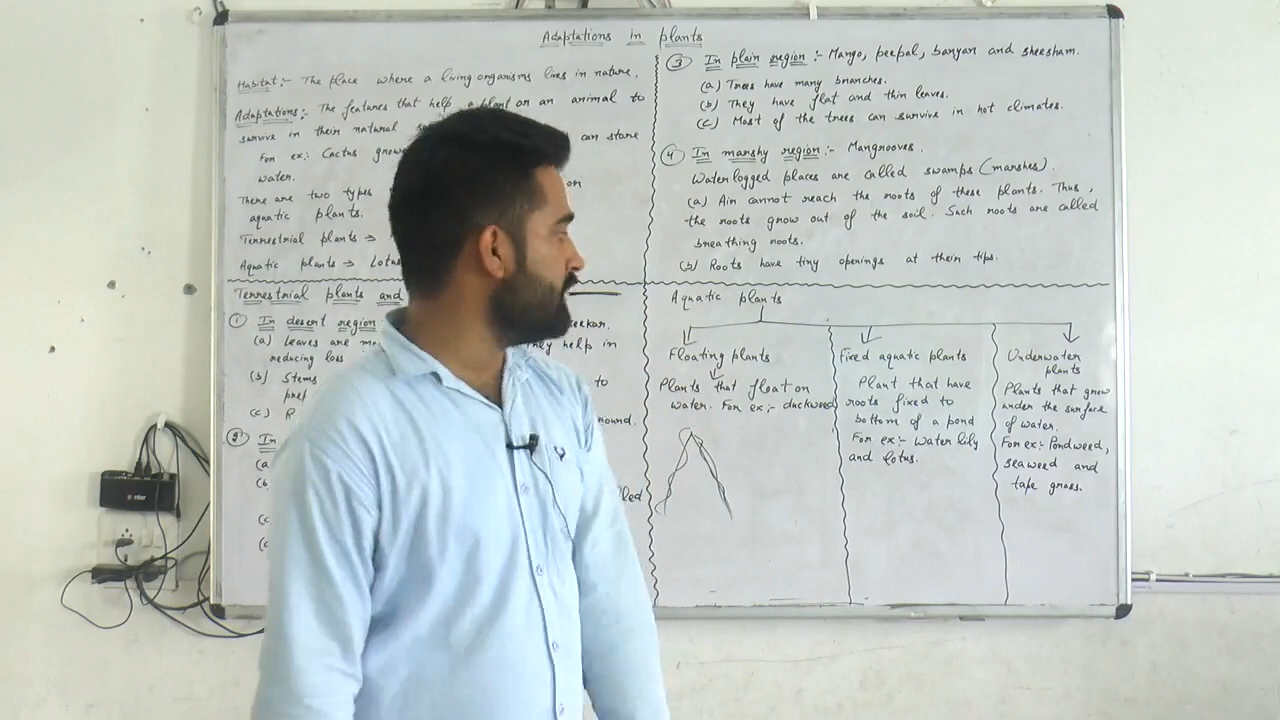 Adaptations in plants
Habitat:- The place where a living organisms lives in nature.
Adaptations:- The features that help a plant or an animal to
survive in their natural
can store
For ex:- Cactus
water.
There are two types
or
aquatic plants.
Terrestrial plants ⇒
Aquatic plants ⇒ Lotus
Terrestrial plants and
① In desert region
keekar.
(a) Leaves are
They help in
reducing loss
(b) Stems
to
(c)
② In
(a
(b
(c
③ In plain region :- Mango, peepal, banyan and sheesham.
(a) Trees have many branches.
(b) They have flat and thin leaves.
(c) Most of the trees can survive in hot climates.
④ In marshy region :- Mangrooves.
Waterlogged places are called swamps (marshes).
(a) Air cannot reach the roots of these plants. Thus,
the roots grow out of the soil. Such roots are called
breathing roots.
(b) Roots have tiny openings at their tips.
Aquatic plants
Floating plants
Plants that float on
water. For ex:- duckweed
Fixed aquatic plants
Plant that have
roots fixed to
bottom of a pond
For ex:- Water lily
and lotus.
Underwater
plants
Plants that grow
under the surface
of water.
For ex:- Pondweed,
seaweed and
tape grass.